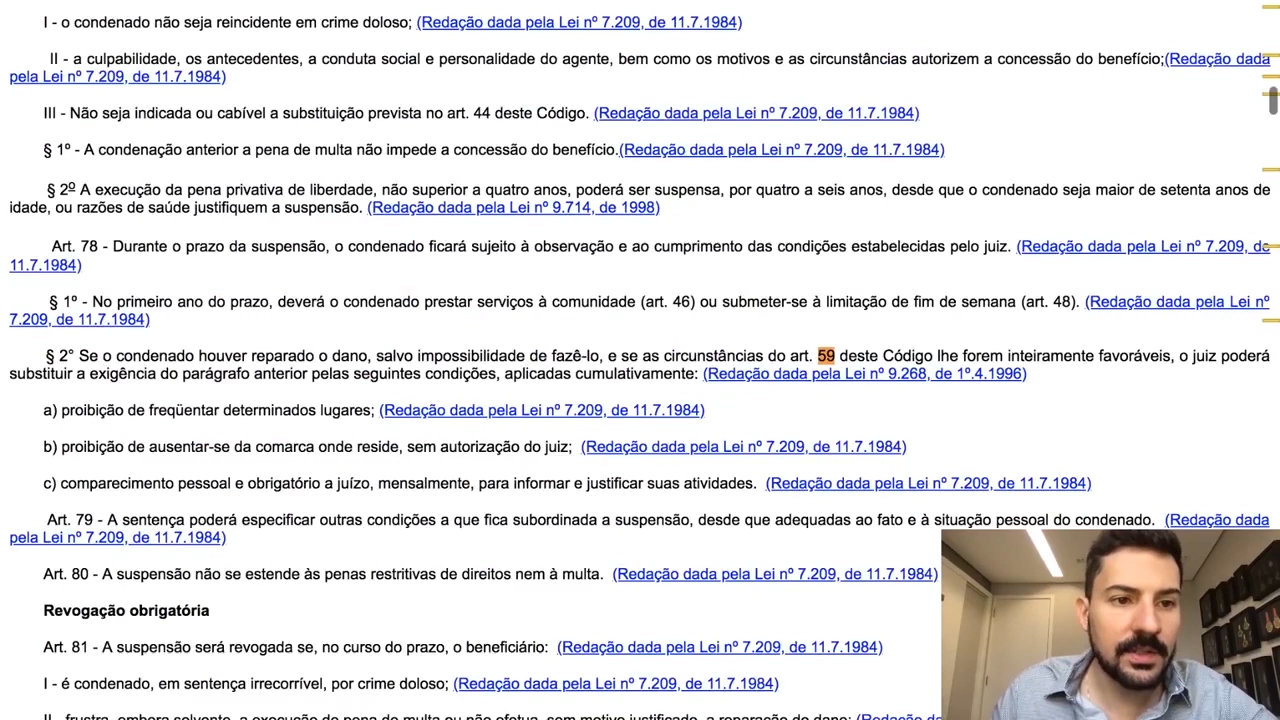 I - o condenado não seja reincidente em crime doloso; (Redação dada pela Lei nº 7.209, de 11.7.1984)
II - a culpabilidade, os antecedentes, a conduta social e personalidade do agente, bem como os motivos e as circunstâncias autorizem a concessão do benefício;(Redação dada
pela Lei nº 7.209, de 11.7.1984)
III - Não seja indicada ou cabível a substituição prevista no art. 44 deste Código. (Redação dada pela Lei nº 7.209, de 11.7.1984)
§ 1º - A condenação anterior a pena de multa não impede a concessão do benefício.(Redação dada pela Lei nº 7.209, de 11.7.1984)
§ 2º A execução da pena privativa de liberdade, não superior a quatro anos, poderá ser suspensa, por quatro a seis anos, desde que o condenado seja maior de setenta anos de
idade, ou razões de saúde justifiquem a suspensão. (Redação dada pela Lei nº 9.714, de 1998)
Art. 78 - Durante o prazo da suspensão, o condenado ficará sujeito à observação e ao cumprimento das condições estabelecidas pelo juiz. (Redação dada pela Lei nº 7.209, de
11.7.1984)
§ 1º - No primeiro ano do prazo, deverá o condenado prestar serviços à comunidade (art. 46) ou submeter-se à limitação de fim de semana (art. 48). (Redação dada pela Lei nº
7.209, de 11.7.1984)
§ 2° Se o condenado houver reparado o dano, salvo impossibilidade de fazê-lo, e se as circunstâncias do art. 59 deste Código lhe forem inteiramente favoráveis, o juiz poderá
substituir a exigência do parágrafo anterior pelas seguintes condições, aplicadas cumulativamente: (Redação dada pela Lei nº 9.268, de 1º.4.1996)
a) proibição de freqüentar determinados lugares; (Redação dada pela Lei nº 7.209, de 11.7.1984)
b) proibição de ausentar-se da comarca onde reside, sem autorização do juiz; (Redação dada pela Lei nº 7.209, de 11.7.1984)
c) comparecimento pessoal e obrigatório a juízo, mensalmente, para informar e justificar suas atividades. (Redação dada pela Lei nº 7.209, de 11.7.1984)
Art. 79 - A sentença poderá especificar outras condições a que fica subordinada a suspensão, desde que adequadas ao fato e à situação pessoal do condenado. (Redação dada
pela Lei nº 7.209, de 11.7.1984)
Art. 80 - A suspensão não se estende às penas restritivas de direitos nem à multa. (Redação dada pela Lei nº 7.209, de 11.7.1984)
Revogação obrigatória
Art. 81 - A suspensão será revogada se, no curso do prazo, o beneficiário: (Redação dada pela Lei nº 7.209, de 11.7.1984)
I - é condenado, em sentença irrecorrível, por crime doloso; (Redação dada pela Lei nº 7.209, de 11.7.1984)
II - frustra, embora solvente, a execução de pena de multa ou não efetua, sem motivo justificado, a reparação do dano; (Redação da